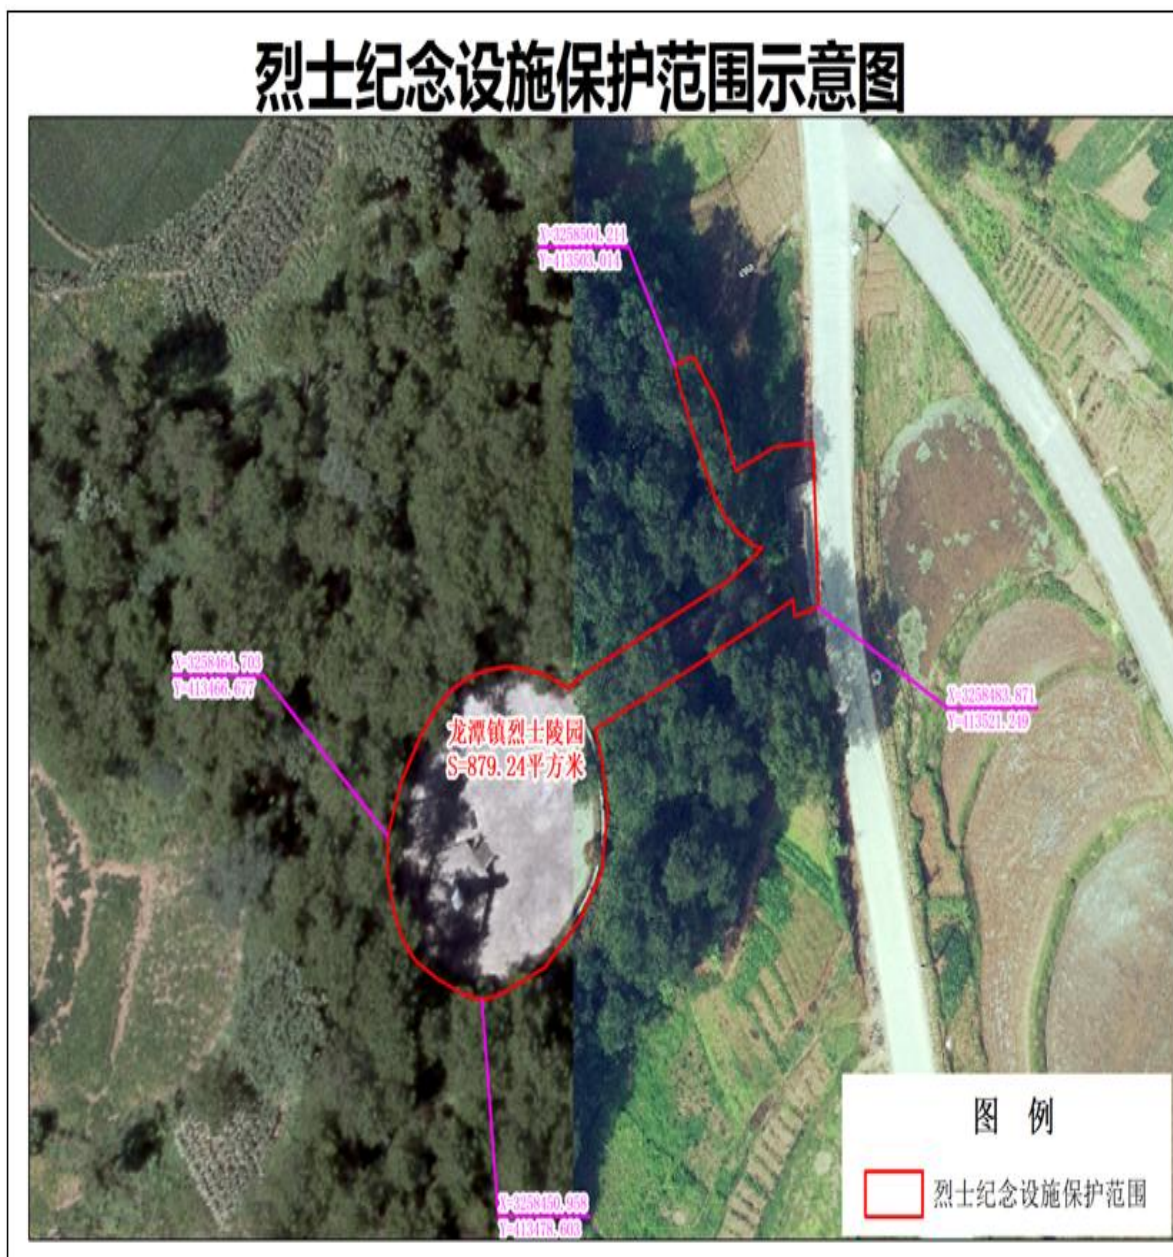 烈士纪念设施保护范围示意图
X=3258504.211
Y=413503.014
X=3258464.703
Y=413466.677
X=3258483.871
Y=413521.249
龙潭镇烈士陵园
S=879.24平方米
X=3258450.958
Y=413478.603
图 例
烈士纪念设施保护范围